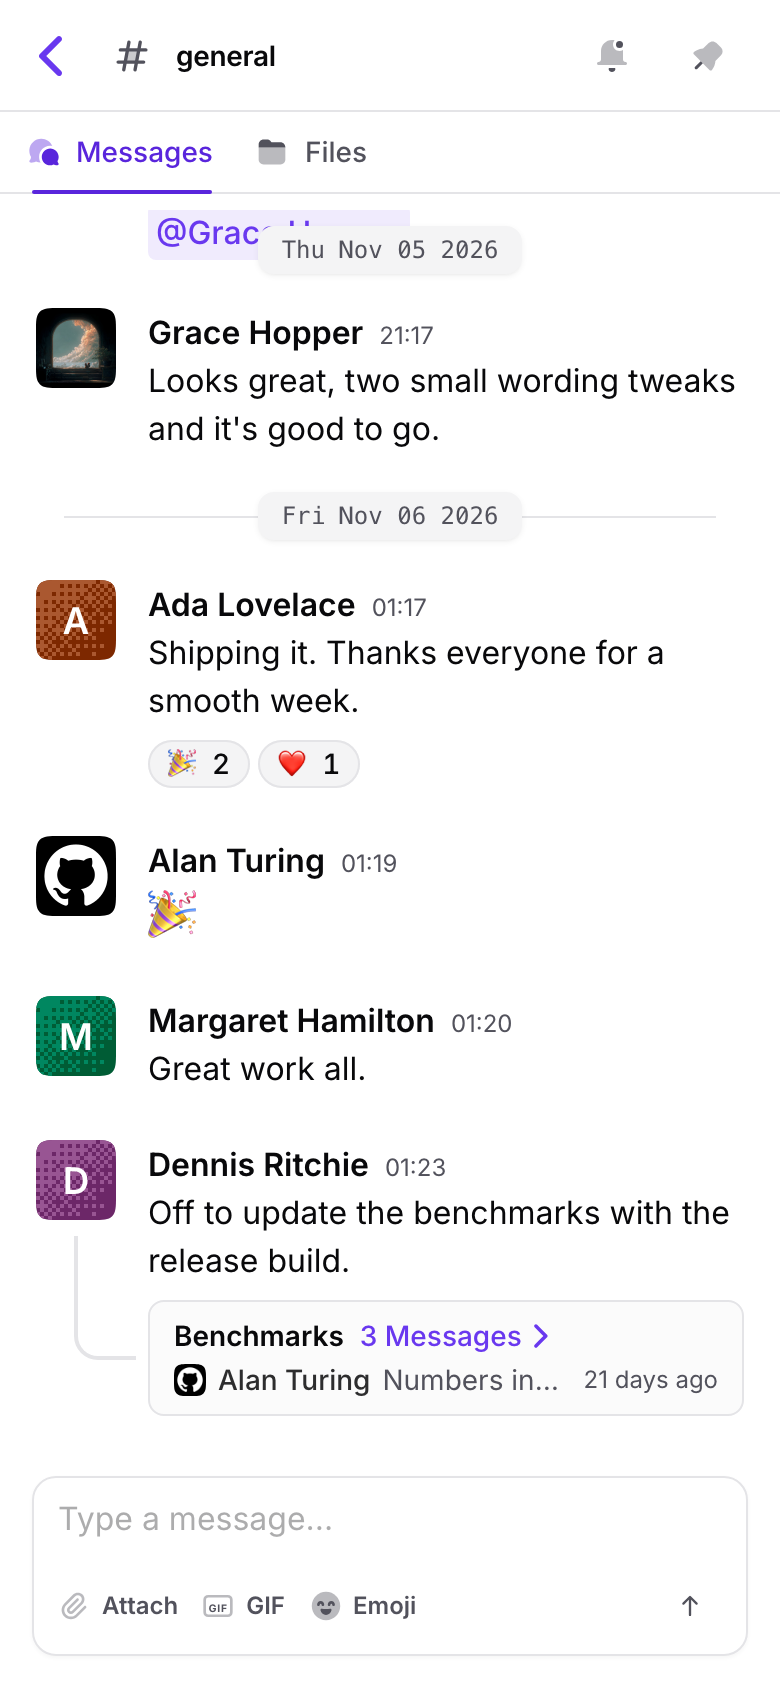 general
Messages
Files
Thu Nov 05 2026
Grace Hopper 21:17
Looks great, two small wording tweaks
and it's good to go.
Fri Nov 06 2026
A
Ada Lovelace 01:17
Shipping it. Thanks everyone for a
smooth week.
🎉 2 ❤️ 1
Alan Turing 01:19
🎉
M
Margaret Hamilton 01:20
Great work all.
D
Dennis Ritchie 01:23
Off to update the benchmarks with the
release build.
Benchmarks 3 Messages
Alan Turing Numbers in... 21 days ago
Type a message...
Attach GIF GIF Emoji